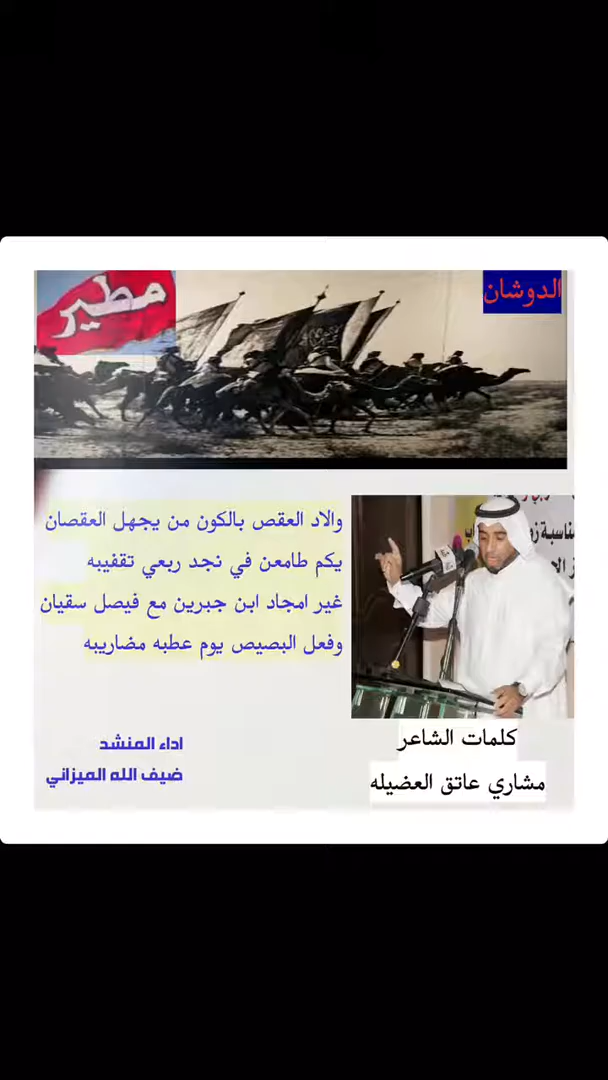 الدوشان
مطير
والاد العقص بالكون من يجهل العقصان
يكم طامعن في نجد ربعي تقفيبه
غير امجاد ابن جبرين مع فيصل سقيان
وفعل البصيص يوم عطبه مضاريبه
كلمات الشاعر
مشاري عاتق العضيله
اداء المنشد
ضيف الله الميزاني